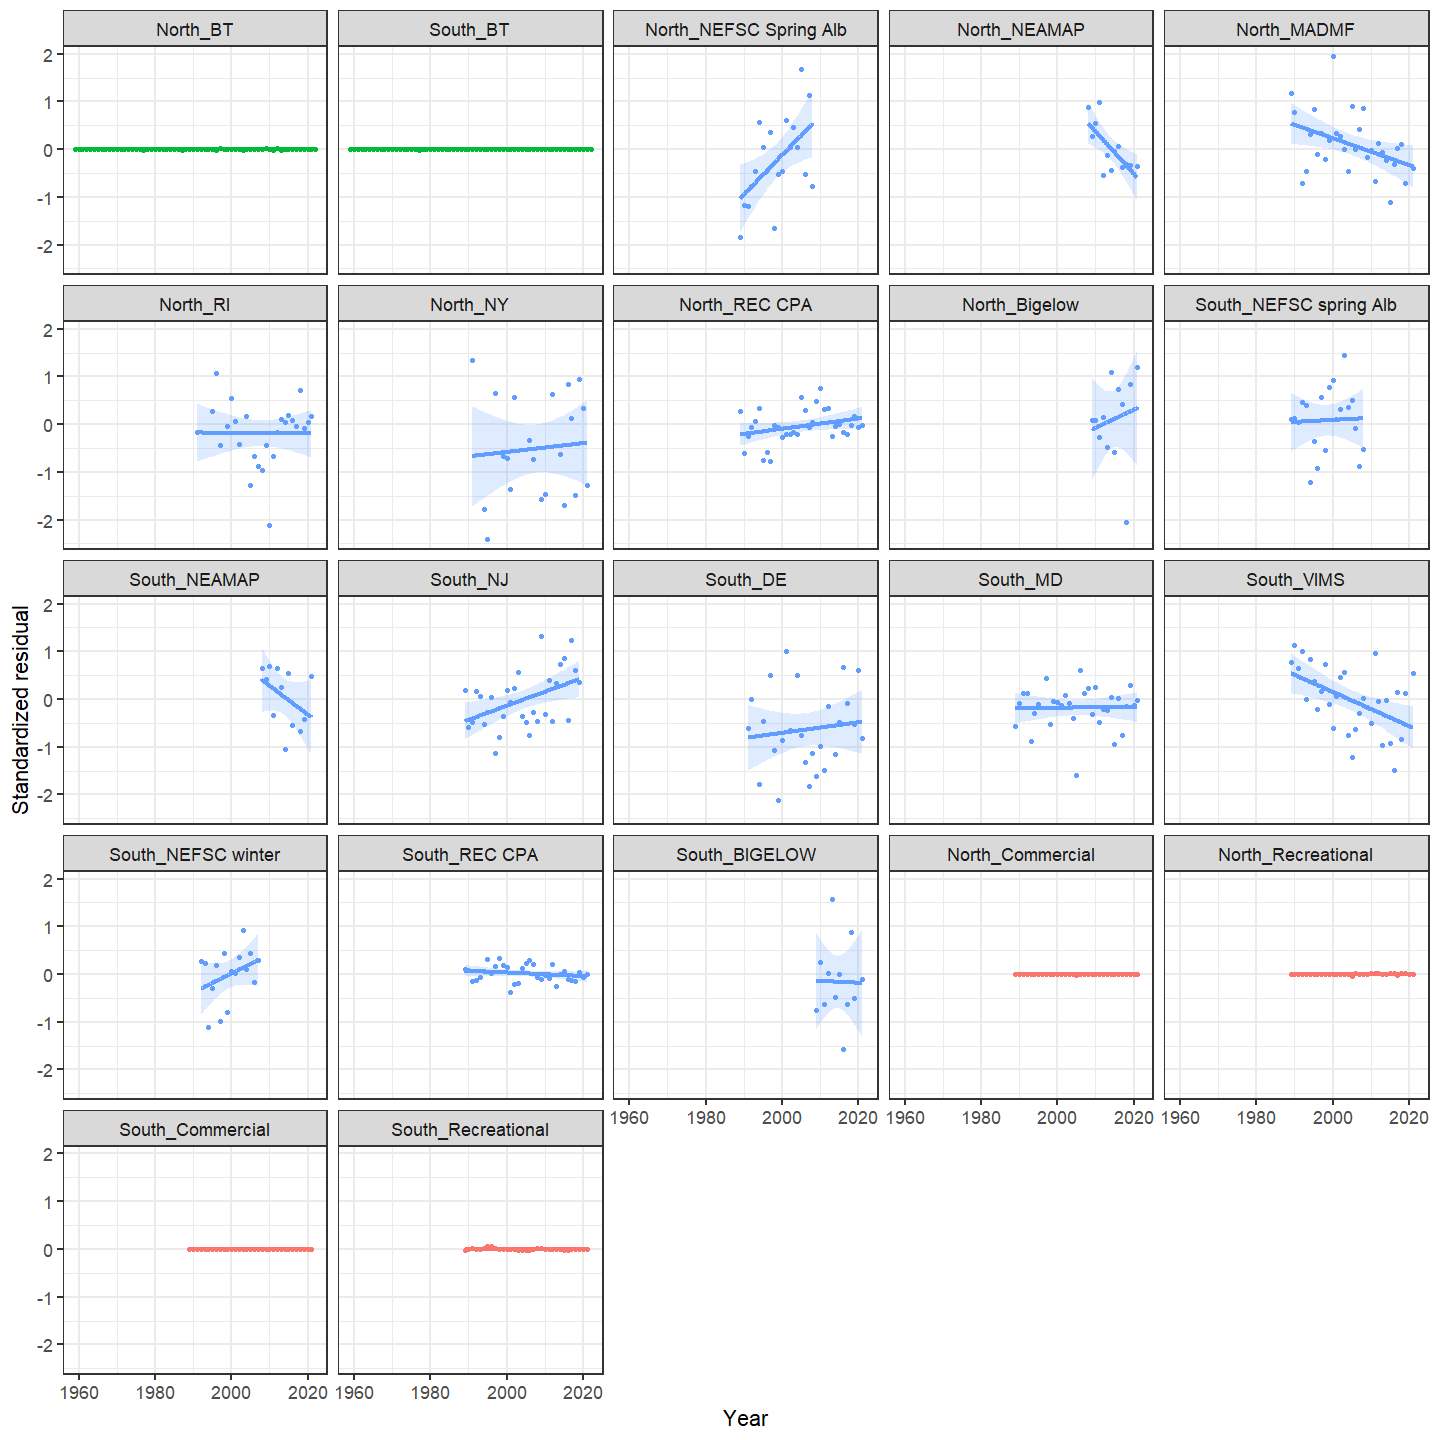 North_BT South_BT North_NEFSC Spring Alb North_NEAMAP North_MADMF
2
1
0
-1
-2
North_RI North_NY North_REC CPA North_Bigelow South_NEFSC spring Alb
2
1
0
-1
-2
South_NEAMAP South_NJ South_DE South_MD South_VIMS
2
1
0
-1
-2
Standardized residual
South_NEFSC winter South_REC CPA South_BIGELOW North_Commercial North_Recreational
2
1
0
-1
-2
1960 1980 2000 2020 1960 1980 2000 2020 1960 1980 2000 2020
South_Commercial South_Recreational
2
1
0
-1
-2
1960 1980 2000 2020 1960 1980 2000 2020
Year